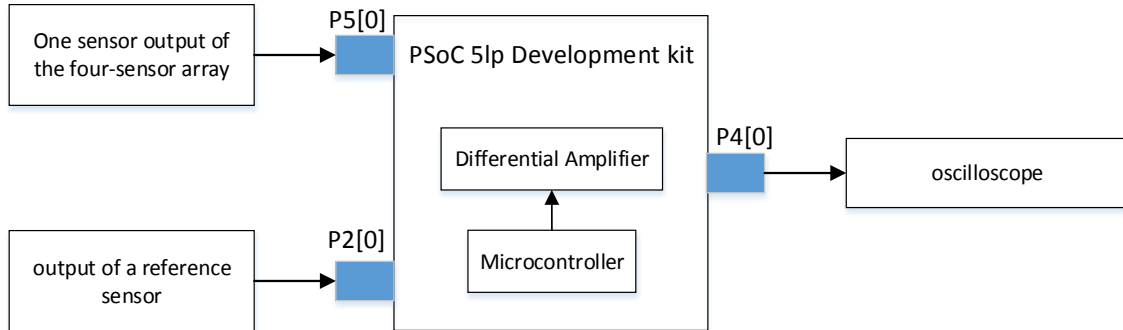 One sensor output of
the four-sensor array
P5[0]
PSoC 5lp Development kit
Differential Amplifier
P4[0]
oscilloscope
P2[0]
Microcontroller
output of a reference
sensor